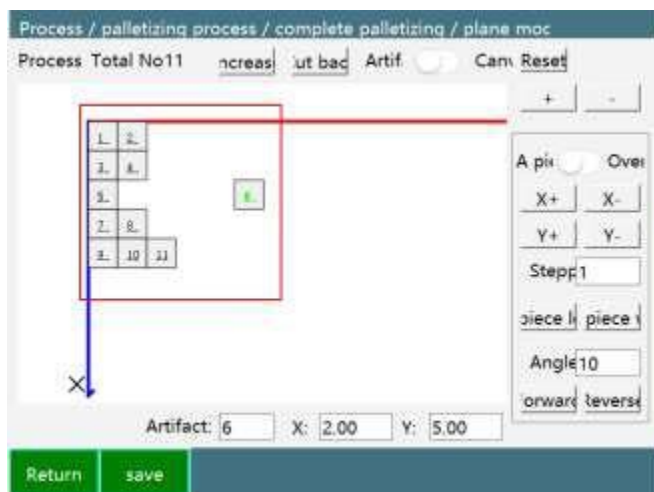 Process / palletizing process / complete palletizing / plane moc
Process Total No11 ncreas ut bac Artif Can Reset
+ -
1. 2.
3. 4.
A pi Over
5. 6.
X+ X-
7. 8.
Y+ Y-
9. 10 11
Stepp 1
piece l piece v
Angle 10
orward Reverse
Artifact: 6 X: 2.00 Y: 5.00
Return save